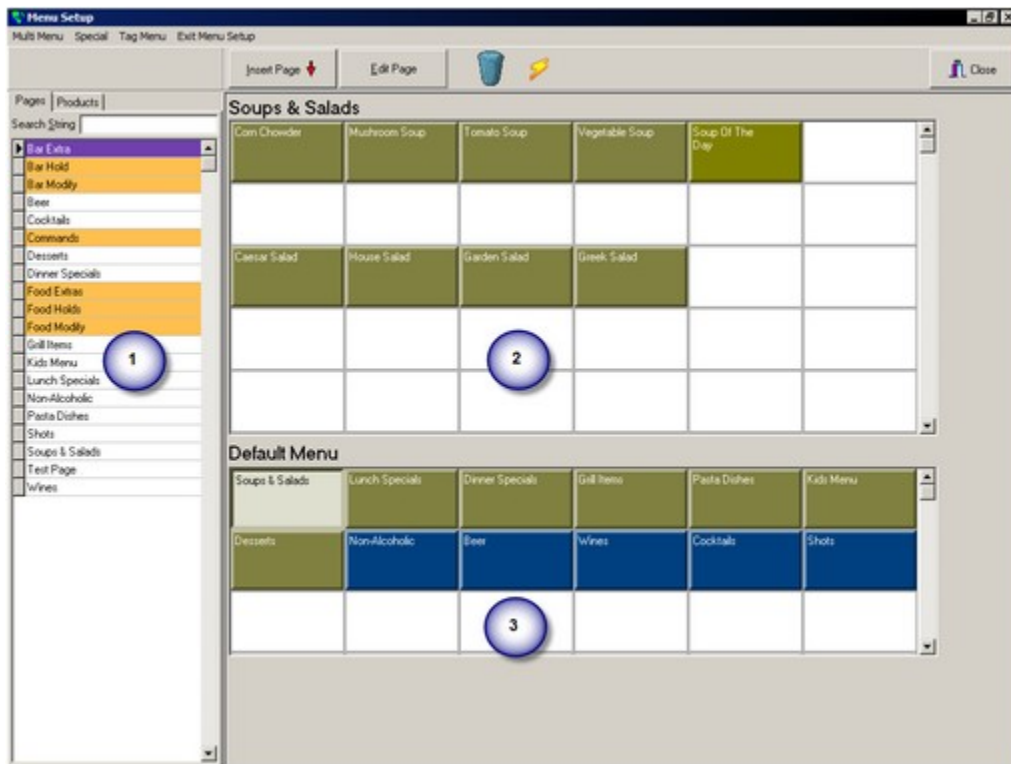 Menu Setup
Multi Menu Special Tag Menu Exit Menu Setup
Insert Page Edit Page Close
Pages Products
Search String
Bar Extra
Bar Hold
Bar Modify
Beer
Cocktails
Commands
Desserts
Dinner Specials
Food Extras
Food Holds
Food Modify
Grill Items
Kids Menu
Lunch Specials
Non-Alcoholic
Pasta Dishes
Shots
Soups & Salads
Test Page
Wines
1
Soups & Salads
Corn Chowder Mushroom Soup Tomato Soup Vegetable Soup Soup Of The
Day
Caesar Salad House Salad Garden Salad Greek Salad
2
Default Menu
Soups & Salads Lunch Specials Dinner Specials Grill Items Pasta Dishes Kids Menu
Desserts Non-Alcoholic Beer Wines Cocktails Shots
3